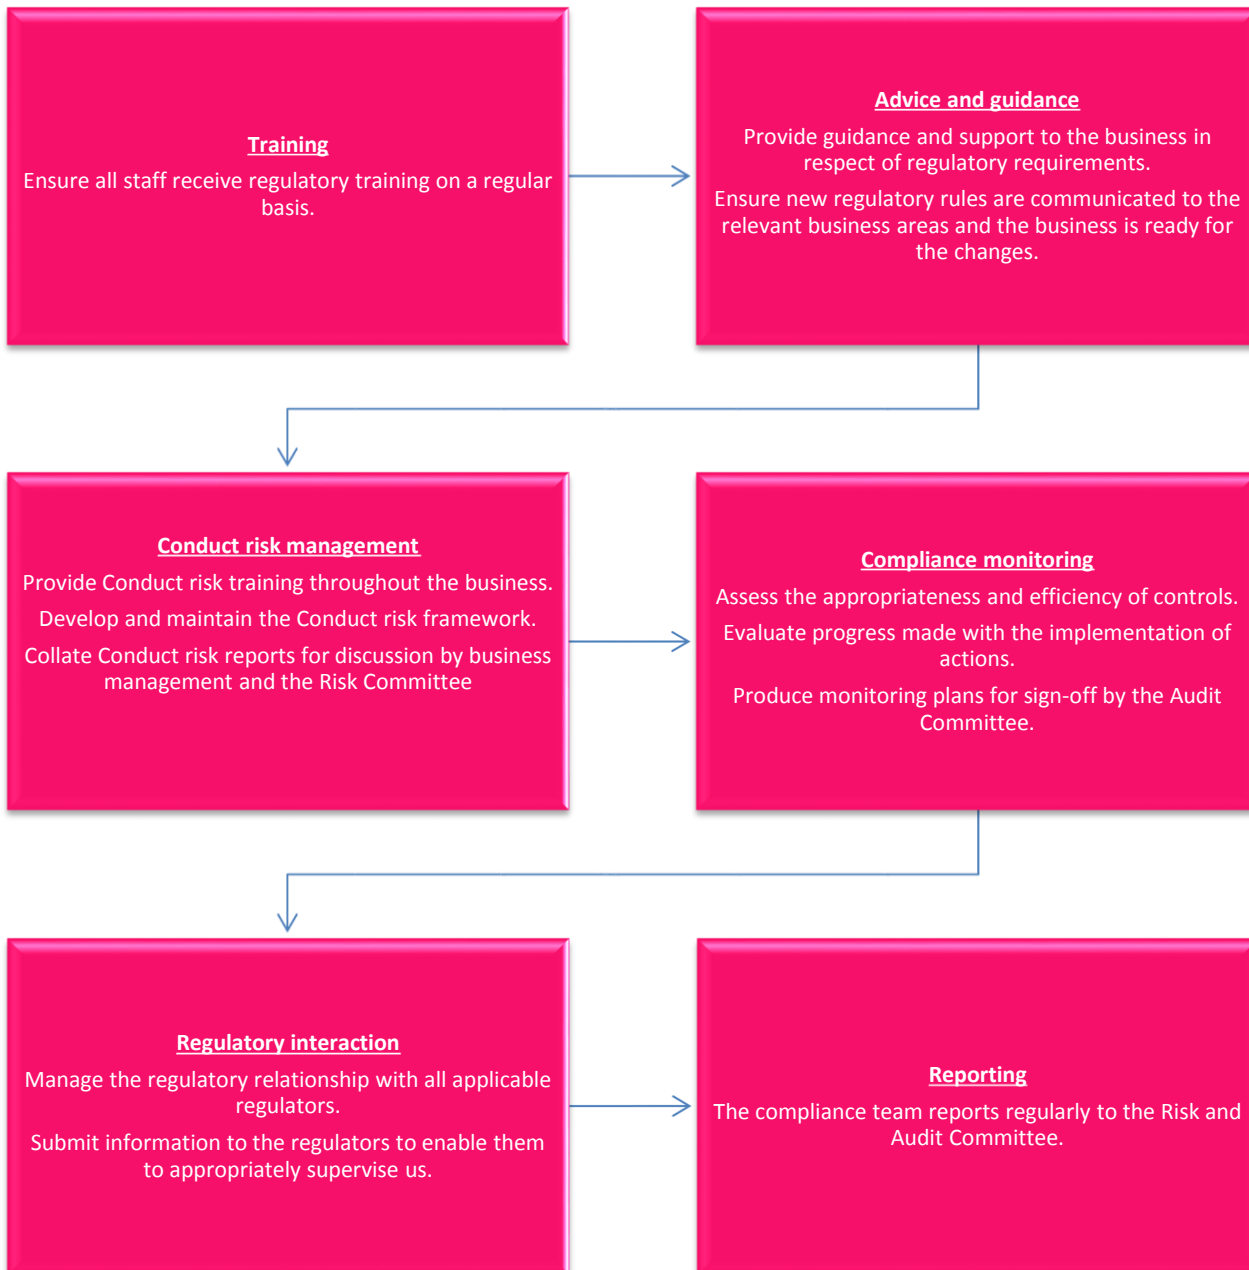 Training
Ensure all staff receive regulatory training on a regular
basis.
Advice and guidance
Provide guidance and support to the business in
respect of regulatory requirements.
Ensure new regulatory rules are communicated to the
relevant business areas and the business is ready for
the changes.
Conduct risk management
Provide Conduct risk training throughout the business.
Develop and maintain the Conduct risk framework.
Collate Conduct risk reports for discussion by business
management and the Risk Committee
Compliance monitoring
Assess the appropriateness and efficiency of controls.
Evaluate progress made with the implementation of
actions.
Produce monitoring plans for sign-off by the Audit
Committee.
Regulatory interaction
Manage the regulatory relationship with all applicable
regulators.
Submit information to the regulators to enable them
to appropriately supervise us.
Reporting
The compliance team reports regularly to the Risk and
Audit Committee.